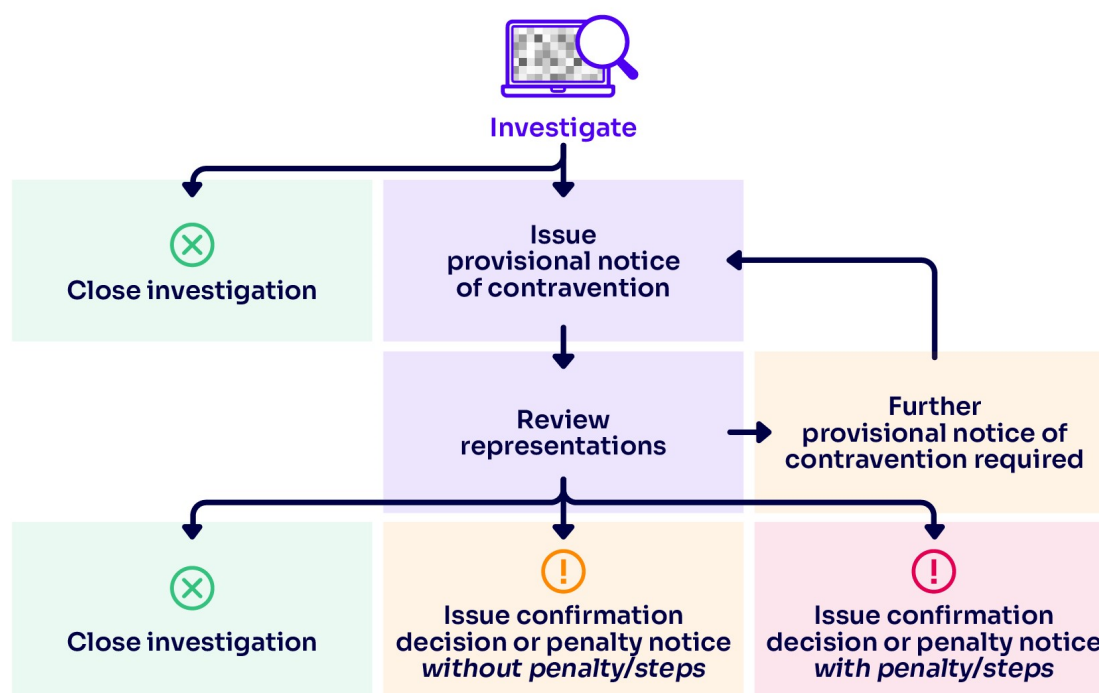 Investigate
Close investigation
Issue
provisional notice
of contravention
Review
representations
Further
provisional notice of
contravention required
Close investigation
Issue confirmation
decision or penalty notice
without penalty/steps
Issue confirmation
decision or penalty notice
with penalty/steps